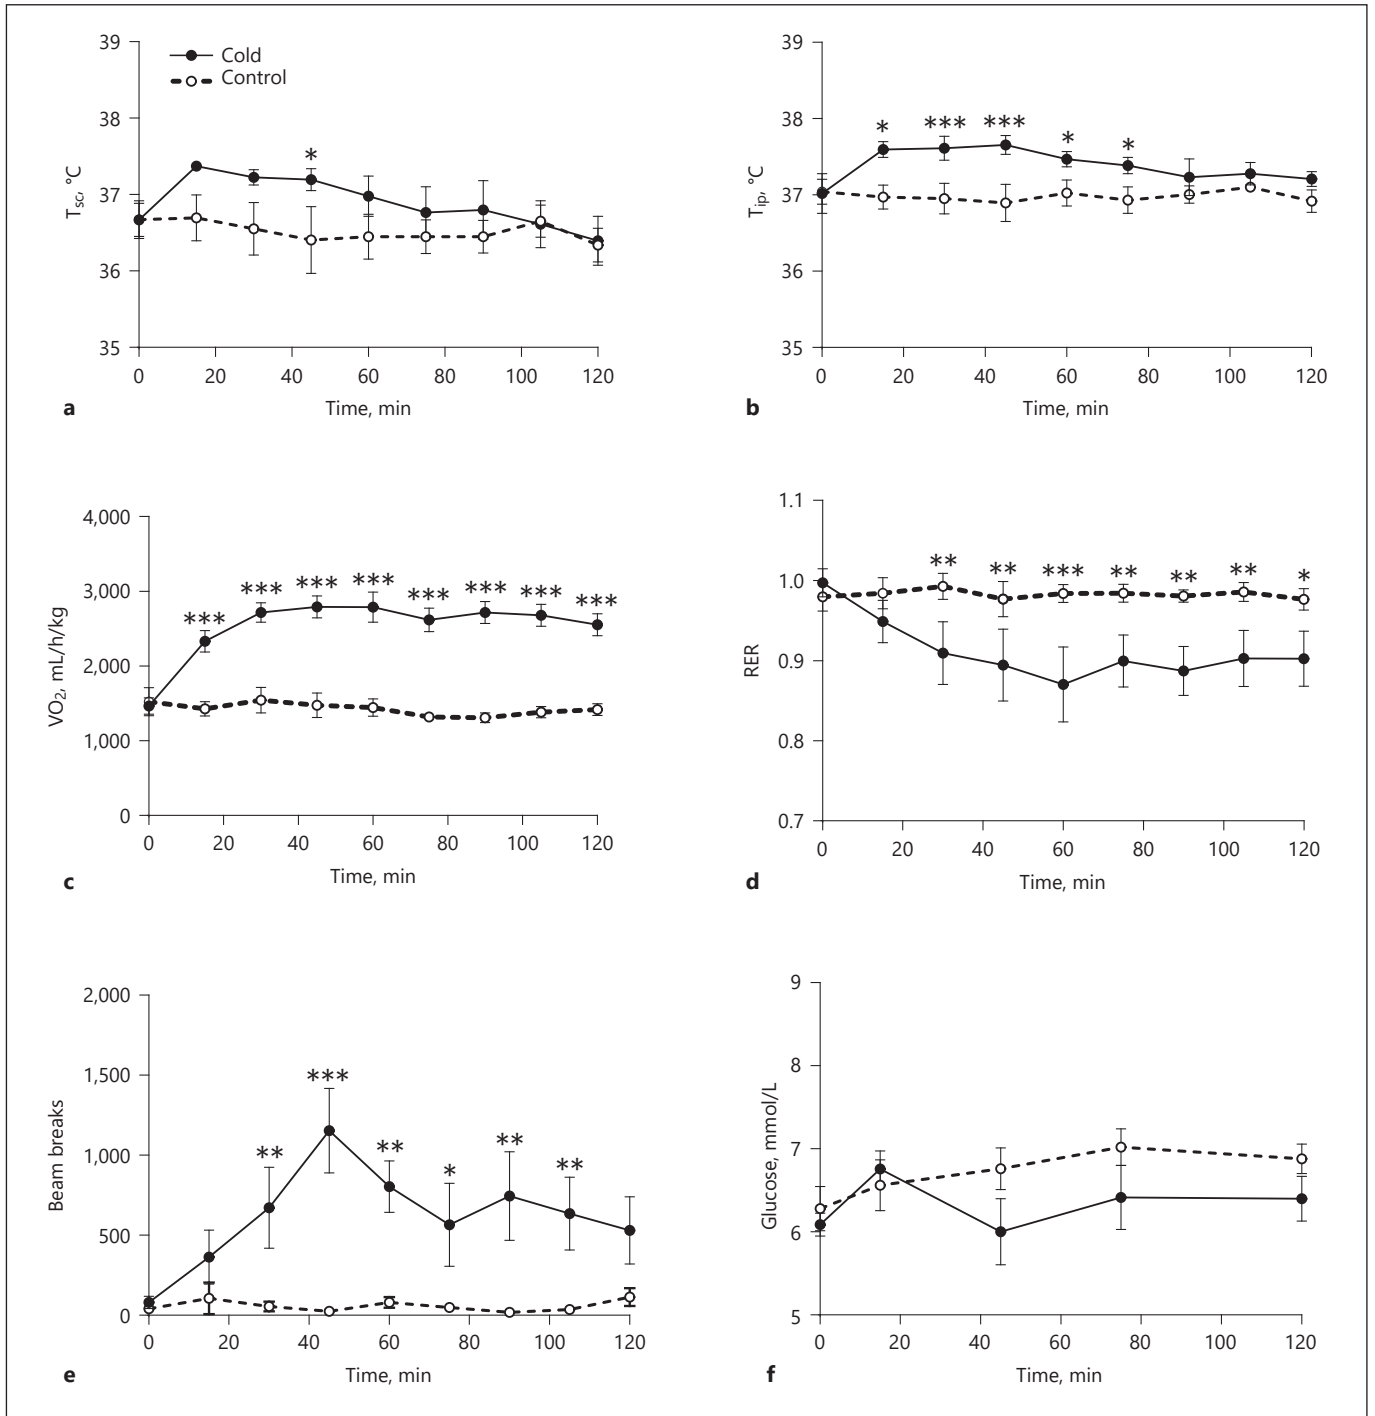 39
38
37
36
35
Tsc, °C
Cold
Control
*
0 20 40 60 80 100 120
Time, min
a
39
38
37
36
35
Tip, °C
* *** *** * *
0 20 40 60 80 100 120
Time, min
b
4,000
3,000
2,000
1,000
0
VO2, mL/h/kg
*** *** *** *** *** *** *** ***
0 20 40 60 80 100 120
Time, min
c
1.1
1.0
0.9
0.8
0.7
RER
** ** *** ** ** ** *
0 20 40 60 80 100 120
Time, min
d
2,000
1,500
1,000
500
0
Beam breaks
** *** ** * ** **
0 20 40 60 80 100 120
Time, min
e
9
8
7
6
5
Glucose, mmol/L
0 20 40 60 80 100 120
Time, min
f